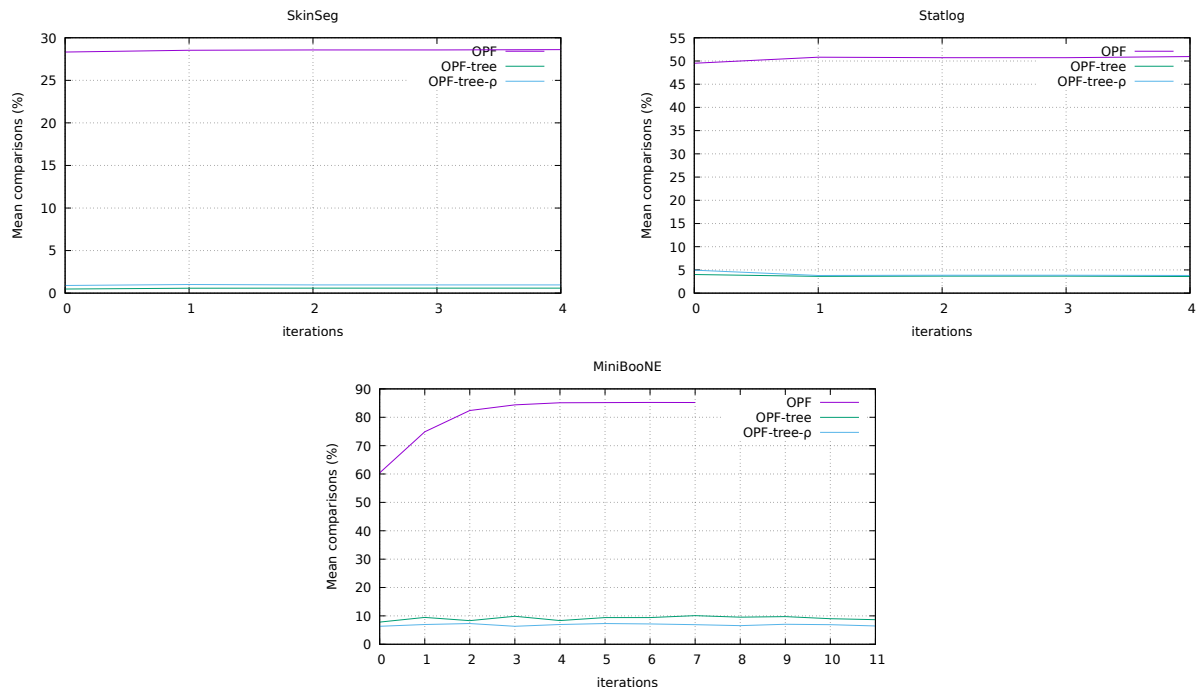 SkinSeg
30
25
20
15
10
5
0
Mean comparisons (%)
OPF
OPF-tree
OPF-tree-ρ
0 1 2 3 4
iterations
Statlog
55
50
45
40
35
30
25
20
15
10
5
0
Mean comparisons (%)
OPF
OPF-tree
OPF-tree-ρ
0 1 2 3 4
iterations
MiniBooNE
90
80
70
60
50
40
30
20
10
0
Mean comparisons (%)
OPF
OPF-tree
OPF-tree-ρ
0 1 2 3 4 5 6 7 8 9 10 11
iterations